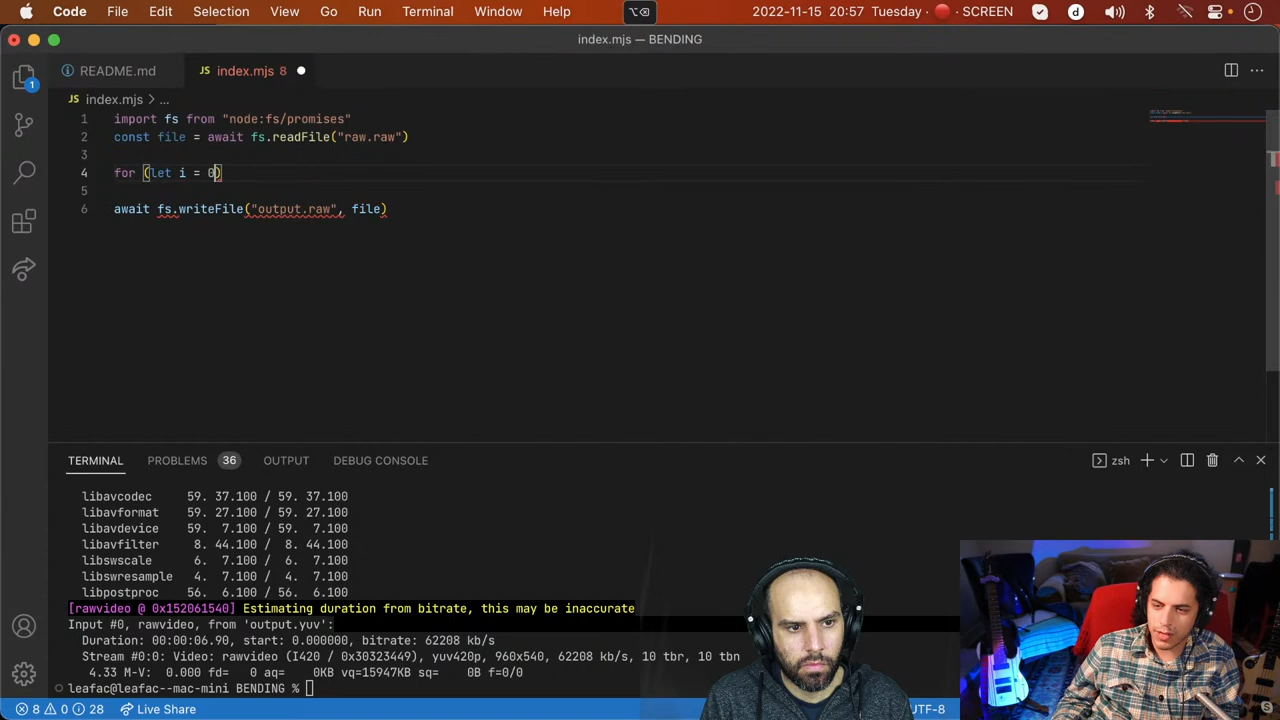 Code File Edit Selection View Go Run Terminal Window Help 2022-11-15 20:57 Tuesday 🔴 • SCREEN d
index.mjs — BENDING
README.md JS index.mjs 8
JS index.mjs > ...
1 import fs from "node:fs/promises"
2 const file = await fs.readFile("raw.raw")
3
4 for (let i = 0)
5
6 await fs.writeFile("output.raw", file)
TERMINAL PROBLEMS 36 OUTPUT DEBUG CONSOLE zsh
libavcodec 59. 37.100 / 59. 37.100
libavformat 59. 27.100 / 59. 27.100
libavdevice 59. 7.100 / 59. 7.100
libavfilter 8. 44.100 / 8. 44.100
libswscale 6. 7.100 / 6. 7.100
libswresample 4. 7.100 / 4. 7.100
libpostproc 56. 6.100 / 56. 6.100
[rawvideo @ 0x152061540] Estimating duration from bitrate, this may be inaccurate
Input #0, rawvideo, from 'output.yuv':
Duration: 00:00:06.90, start: 0.000000, bitrate: 62208 kb/s
Stream #0:0: Video: rawvideo (I420 / 0x30323449), yuv420p, 960x540, 62208 kb/s, 10 tbr, 10 tbn
4.33 M-V: 0.000 fd= 0 aq= 0KB vq=15947KB sq= 0B f=0/0
leafac@leafac--mac-mini BENDING %
8 0 28 Live Share UTF-8
1